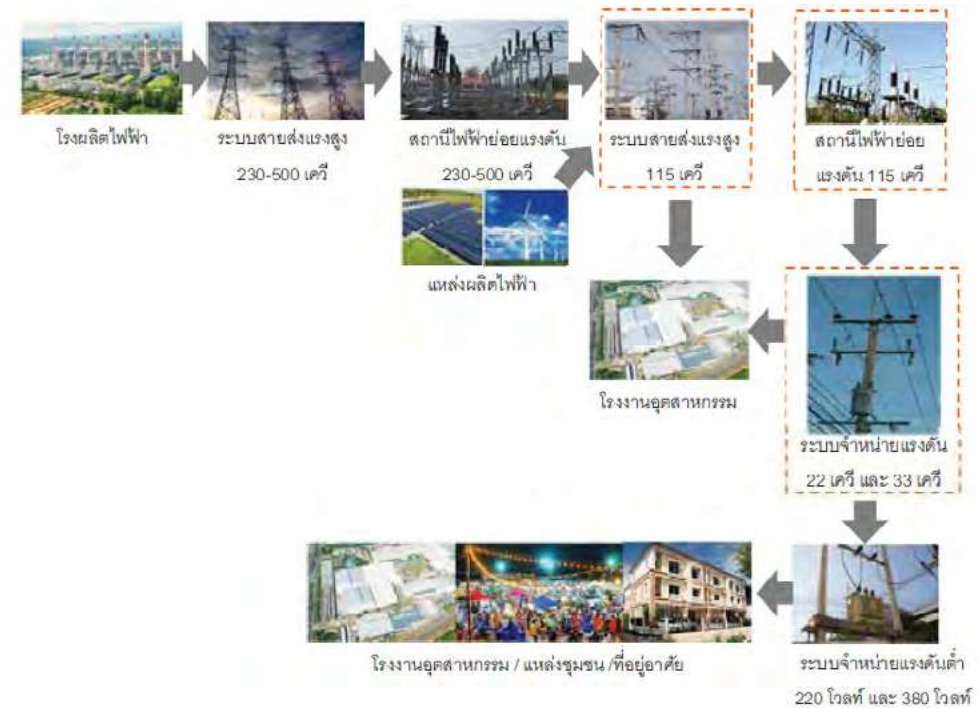 โรงผลิตไฟฟ้า
ระบบสายส่งแรงสูง
230-500 เควี
สถานีไฟฟ้าย่อยแรงดัน
230-500 เควี
ระบบสายส่งแรงสูง
115 เควี
สถานีไฟฟ้าย่อย
แรงดัน 115 เควี
แหล่งผลิตไฟฟ้า
โรงงานอุตสาหกรรม
ระบบจำหน่ายแรงดัน
22 เควี และ 33 เควี
โรงงานอุตสาหกรรม / แหล่งชุมชน /ที่อยู่อาศัย
ระบบจำหน่ายแรงดันต่ำ
220 โวลท์ และ 380 โวลท์